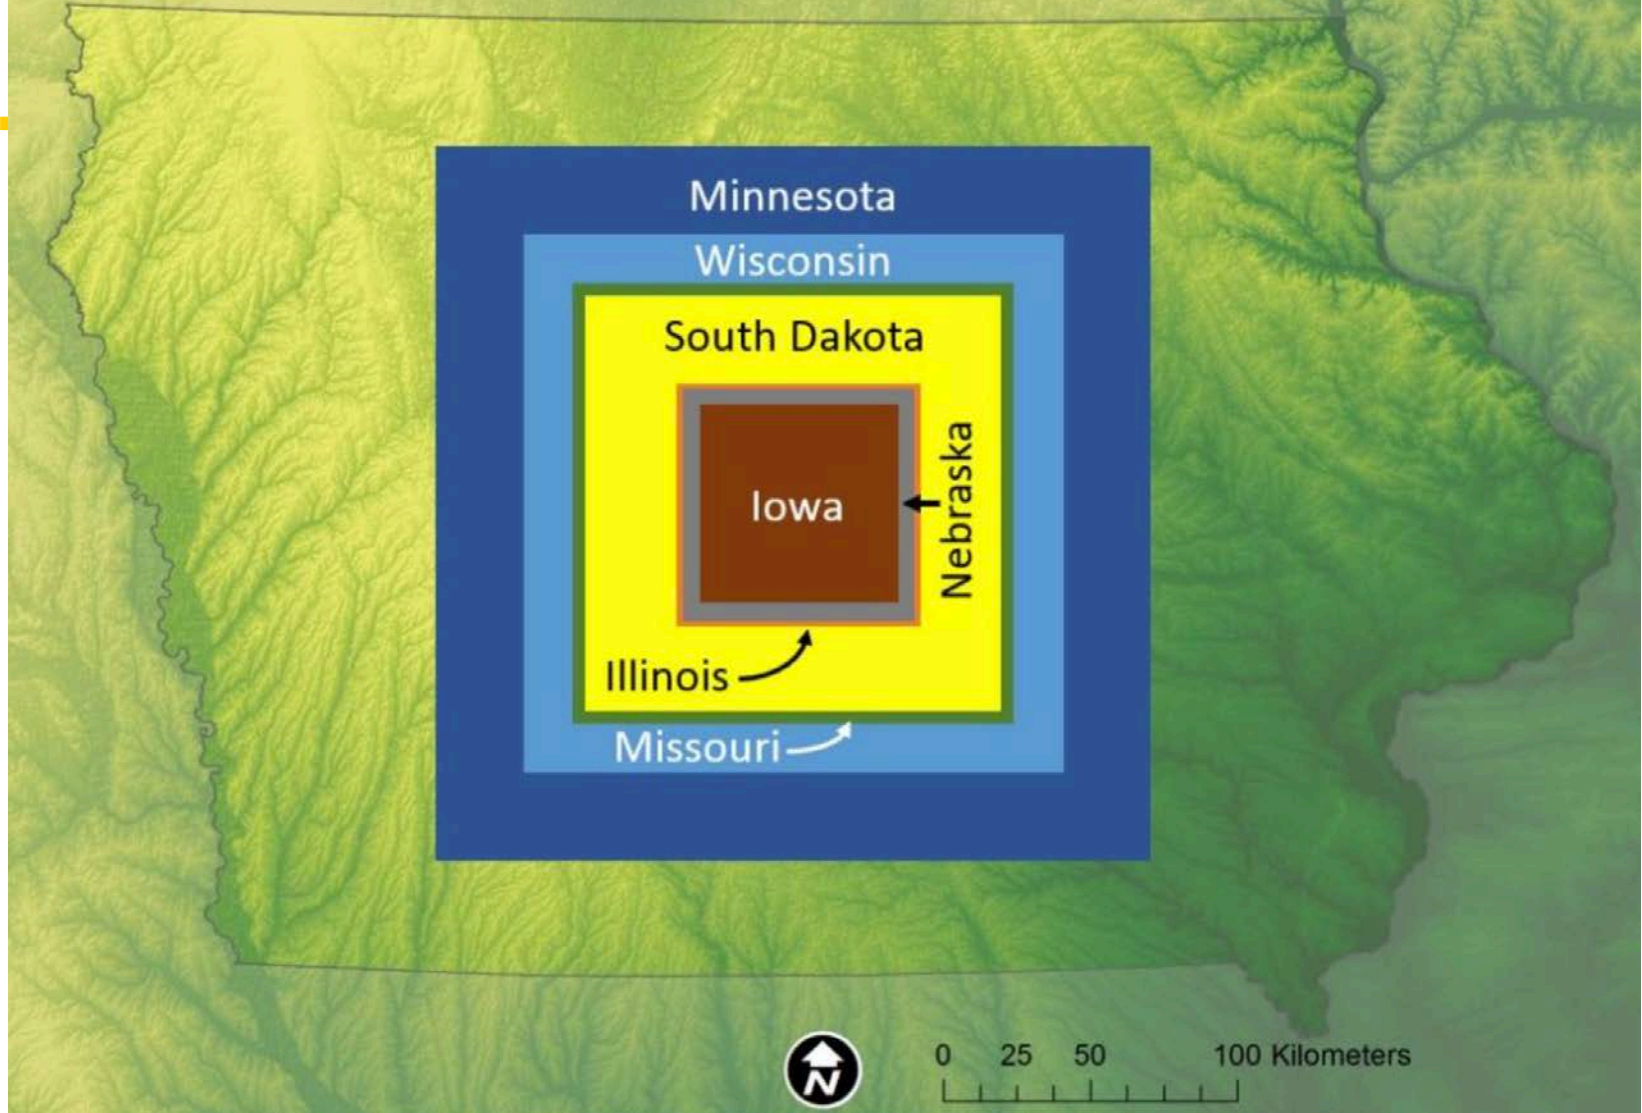 Minnesota
Wisconsin
South Dakota
Nebraska
Iowa
Illinois
Missouri
N
0 25 50 100 Kilometers